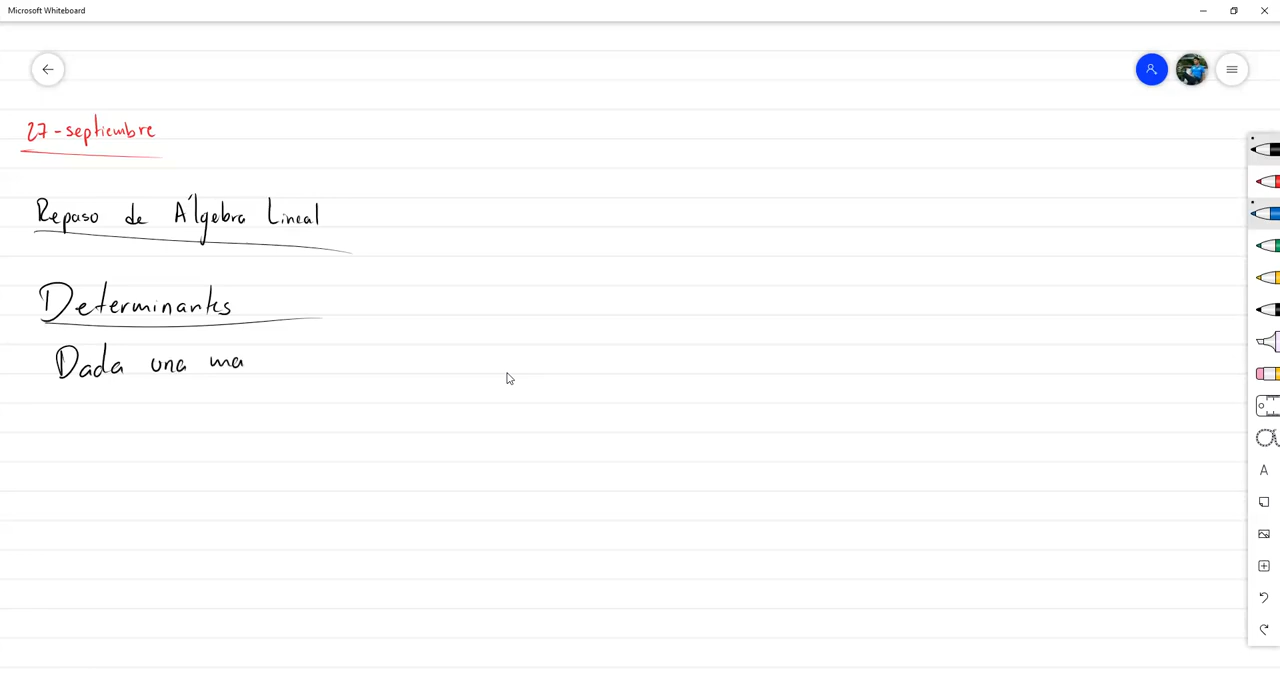 Microsoft Whiteboard
27-septiembre
Repaso de Álgebra Lineal
Determinantes
Dada una ma
A